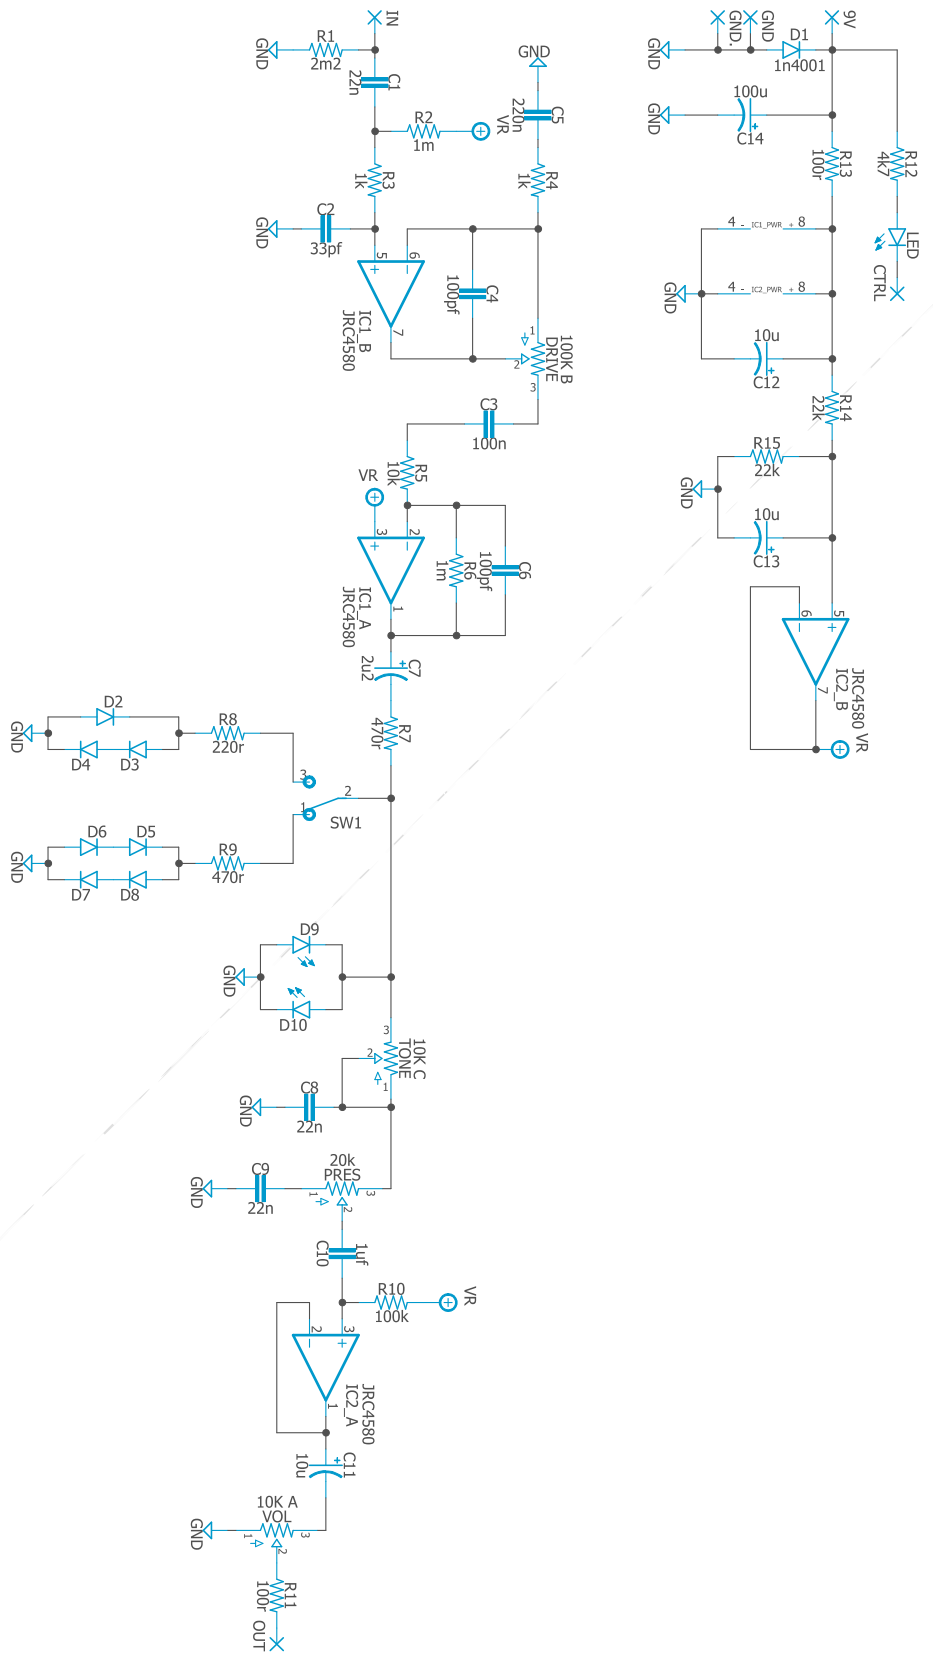 IN
R1
2m2
GND
C1
22n
R2
1m
VR
R3
1k
C2
33pf
GND
GND
C5
220n
R4
1k
5
+
6
−
7
IC1_B
JRC4580
C4
100pf
100K B
DRIVE
1
2
3
C3
100n
R5
10k
VR
3
+
2
−
1
IC1_A
JRC4580
R6
1m
C6
100pf
C7
+
2u2
R7
470r
D2
D4
D3
GND
R8
220r
3
2
1
SW1
D6
D5
D7
D8
GND
R9
470r
D9
D10
GND
10K C
TONE
3
2
1
C8
22n
GND
20k
PRES
1
2
3
C9
22n
GND
1uf
C10
R10
100k
VR
3
+
2
−
1
JRC4580
IC2_A
C11
+
10u
10K A
VOL
1
2
3
GND
R11
100r
OUT
GND.
GND
9V
D1
1n4001
GND
100u
C14
+
GND
R13
100r
R12
4k7
LED
CTRL
4 - IC1_PWR + 8
4 - IC2_PWR + 8
GND
10u
C12
+
R14
22k
R15
22k
GND
10u
C13
+
6
−
5
+
7
JRC4580
IC2_B
VR